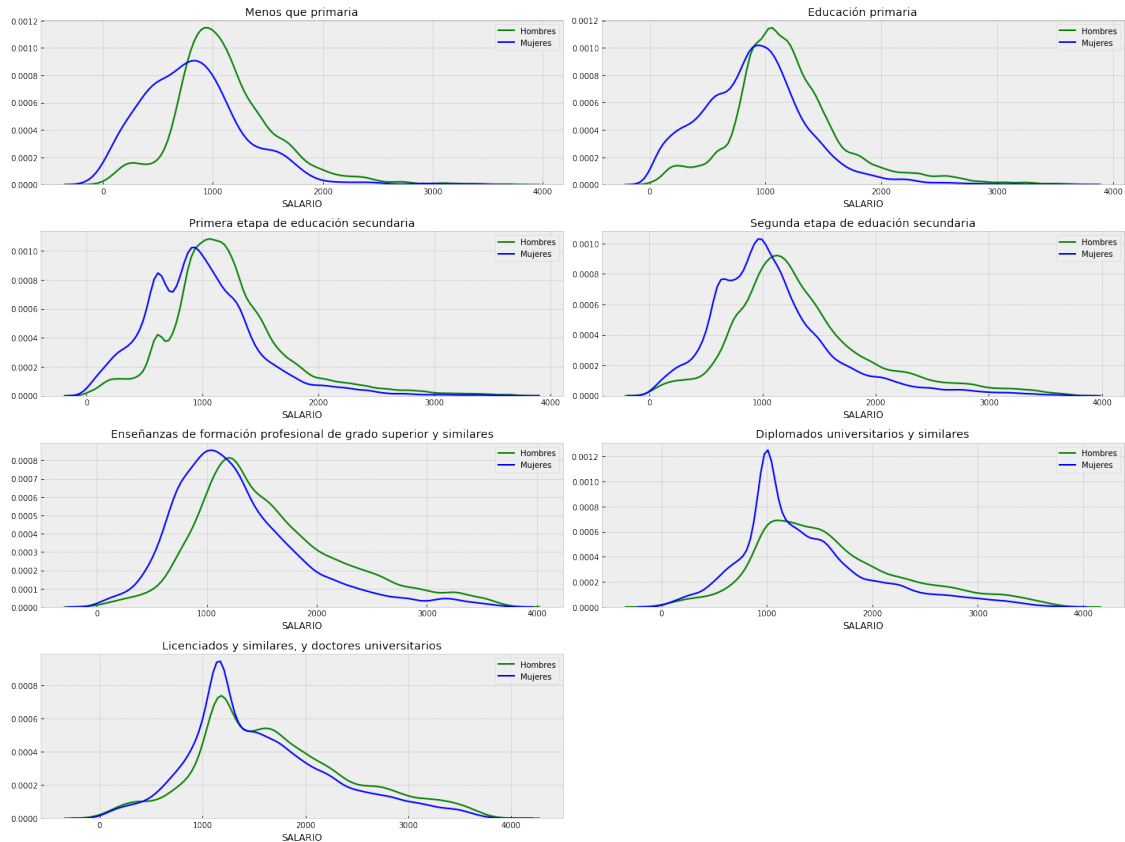 Menos que primaria
0.0012
0.0010
0.0008
0.0006
0.0004
0.0002
0.0000
Hombres
Mujeres
0 1000 2000 3000 4000
SALARIO
Educación primaria
0.0012
0.0010
0.0008
0.0006
0.0004
0.0002
0.0000
Hombres
Mujeres
0 1000 2000 3000 4000
SALARIO
Primera etapa de educación secundaria
0.0010
0.0008
0.0006
0.0004
0.0002
0.0000
Hombres
Mujeres
0 1000 2000 3000 4000
SALARIO
Segunda etapa de eduación secundaria
0.0010
0.0008
0.0006
0.0004
0.0002
0.0000
Hombres
Mujeres
0 1000 2000 3000 4000
SALARIO
Enseñanzas de formación profesional de grado superior y similares
0.0008
0.0007
0.0006
0.0005
0.0004
0.0003
0.0002
0.0001
0.0000
Hombres
Mujeres
0 1000 2000 3000 4000
SALARIO
Diplomados universitarios y similares
0.0012
0.0010
0.0008
0.0006
0.0004
0.0002
0.0000
Hombres
Mujeres
0 1000 2000 3000 4000
SALARIO
Licenciados y similares, y doctores universitarios
0.0008
0.0006
0.0004
0.0002
0.0000
Hombres
Mujeres
0 1000 2000 3000 4000
SALARIO